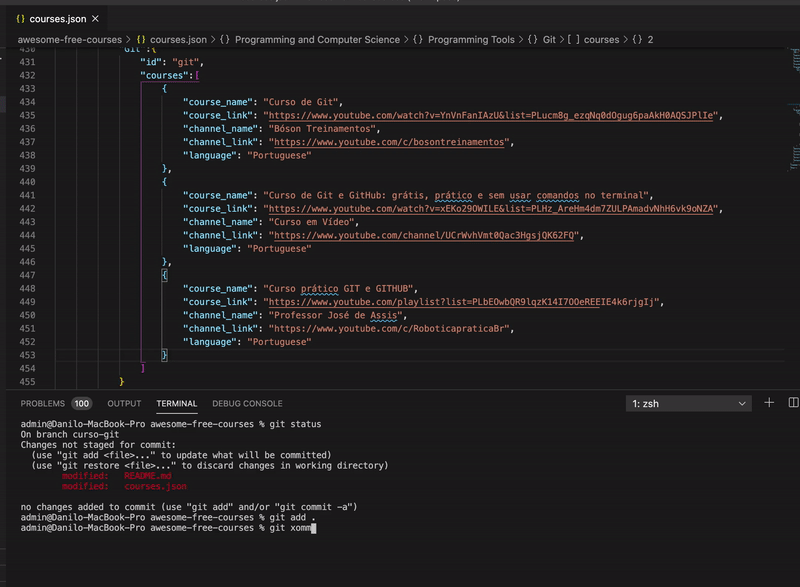 {} courses.json ×
awesome-free-courses > {} courses.json > {} Programming and Computer Science > {} Programming Tools > {} Git > [ ] courses > {} 2
430 "Git":{
431 "id": "git",
432 "courses":[
433 {
434 "course_name": "Curso de Git",
435 "course_link": "https://www.youtube.com/watch?v=YnVnFanIAzU&list=PLucm8g_ezqNq0dOgug6paAkH0AQSJPlIe",
436 "channel_name": "Bóson Treinamentos",
437 "channel_link": "https://www.youtube.com/c/bosontreinamentos",
438 "language": "Portuguese"
439 },
440 {
441 "course_name": "Curso de Git e GitHub: grátis, prático e sem usar comandos no terminal",
442 "course_link": "https://www.youtube.com/watch?v=xEKo29OWILE&list=PLHz_AreHm4dm7ZULPAmadvNhH6vk9oNZA",
443 "channel_name": "Curso em Vídeo",
444 "channel_link": "https://www.youtube.com/channel/UCrWvhVmt0Qac3HgsjQK62FQ",
445 "language": "Portuguese"
446 },
447 {
448 "course_name": "Curso prático GIT e GITHUB",
449 "course_link": "https://www.youtube.com/playlist?list=PLbEOwbQR9lqzK14I7OOeREEIE4k6rjgIj",
450 "channel_name": "Professor José de Assis",
451 "channel_link": "https://www.youtube.com/c/RoboticapraticaBr",
452 "language": "Portuguese"
453 }
454 ]
455 }
PROBLEMS 100 OUTPUT TERMINAL DEBUG CONSOLE 1: zsh
admin@Danilo-MacBook-Pro awesome-free-courses % git status
On branch curso-git
Changes not staged for commit:
(use "git add <file>..." to update what will be committed)
(use "git restore <file>..." to discard changes in working directory)
modified: README.md
modified: courses.json
no changes added to commit (use "git add" and/or "git commit -a")
admin@Danilo-MacBook-Pro awesome-free-courses % git add .
admin@Danilo-MacBook-Pro awesome-free-courses % git xomm